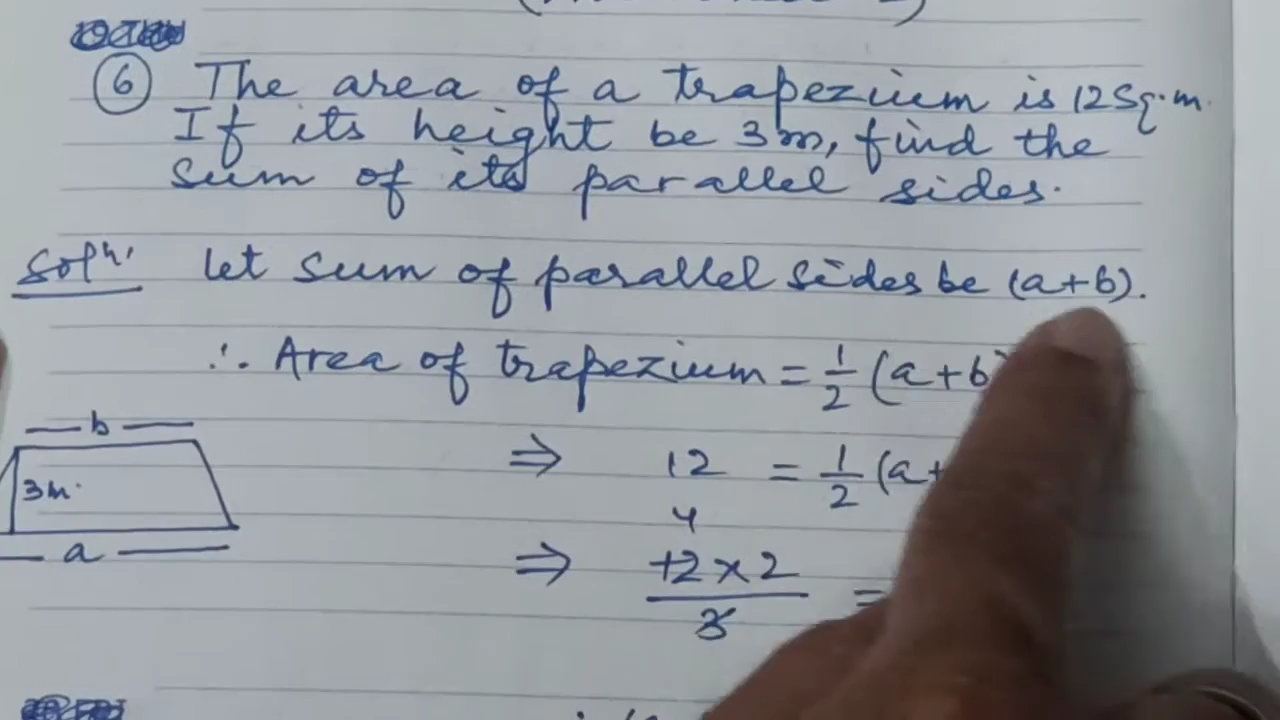 ⑥ The area of a trapezium is 12 Sq.m.
If its height be 3m, find the
sum of its parallel sides.
Solⁿ. Let sum of parallel sides be (a+b).
∴ Area of trapezium = 1/2 (a+b)
b
⇒ 12 = 1/2 (a+
3m.
4
a
⇒ 12 × 2 / 3 =